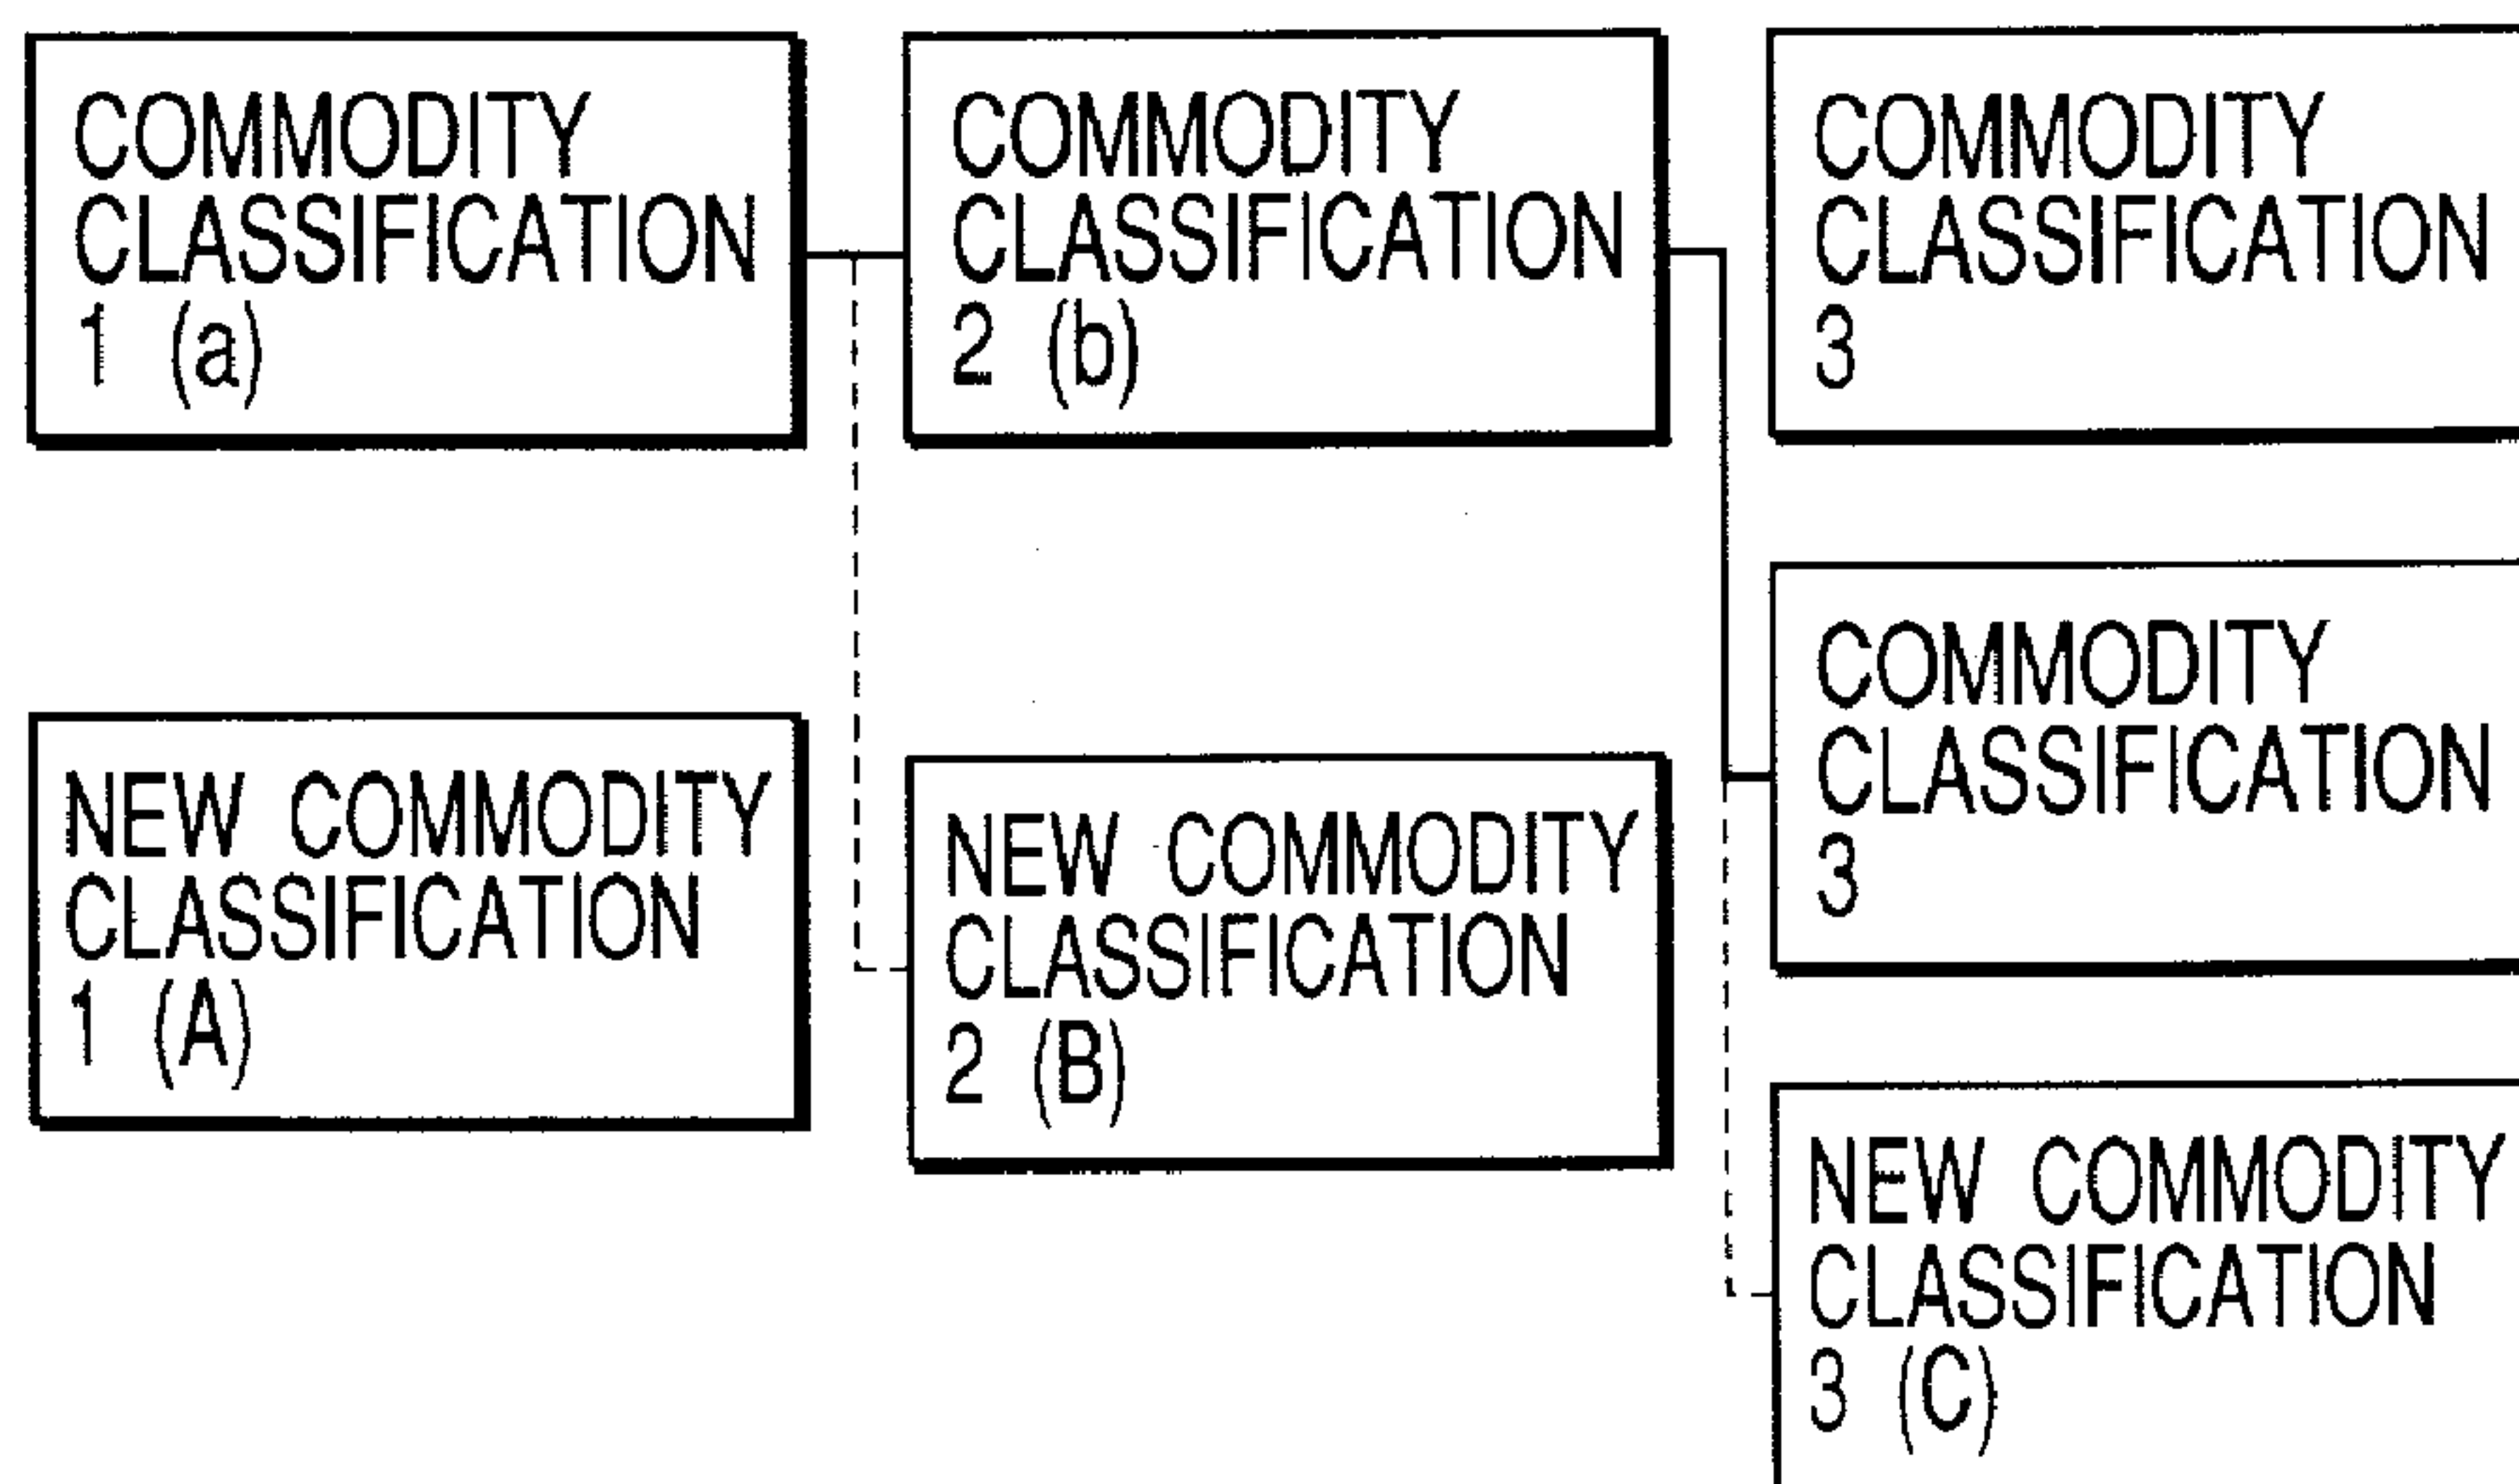 COMMODITY
CLASSIFICATION
1 (a)
COMMODITY
CLASSIFICATION
2 (b)
COMMODITY
CLASSIFICATION
3
COMMODITY
CLASSIFICATION
3
NEW COMMODITY
CLASSIFICATION
1 (A)
NEW COMMODITY
CLASSIFICATION
2 (B)
NEW COMMODITY
CLASSIFICATION
3 (C)